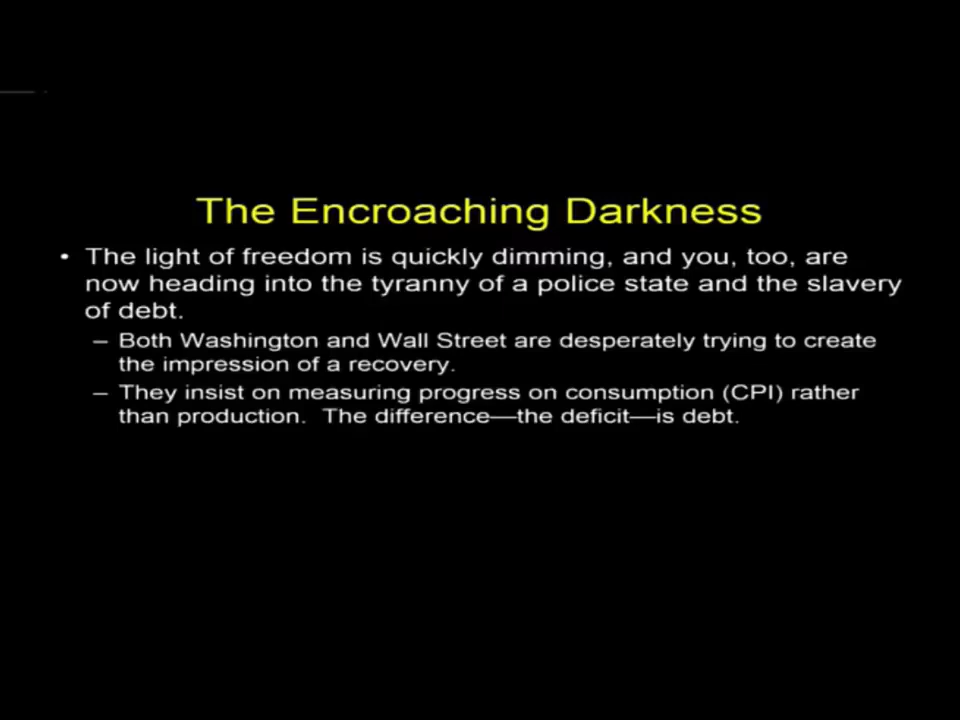 The Encroaching Darkness
• The light of freedom is quickly dimming, and you, too, are
now heading into the tyranny of a police state and the slavery
of debt.
– Both Washington and Wall Street are desperately trying to create
the impression of a recovery.
– They insist on measuring progress on consumption (CPI) rather
than production.  The difference—the deficit—is debt.